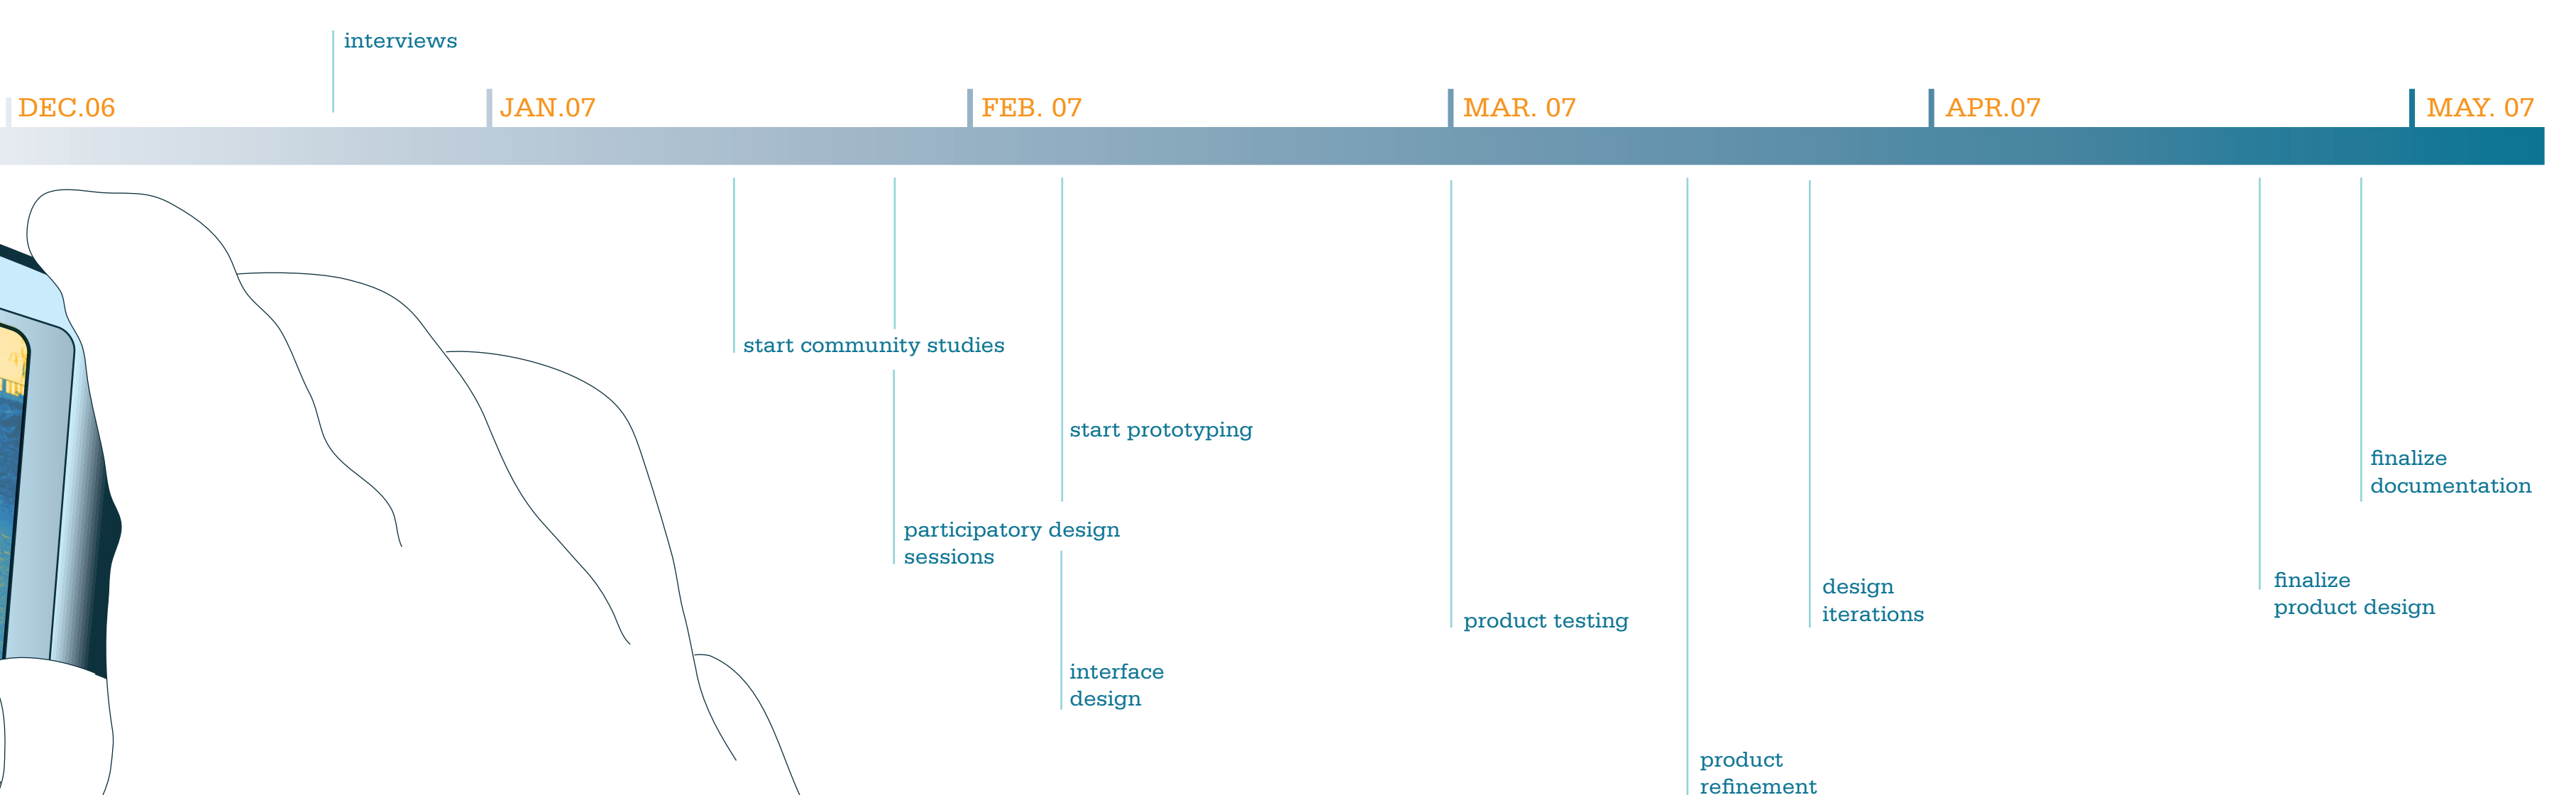 interviews
DEC.06
JAN.07
FEB. 07
MAR. 07
APR.07
MAY. 07
start community studies
start prototyping
finalize
documentation
participatory design
sessions
finalize
product design
design
iterations
product testing
interface
design
product
refinement